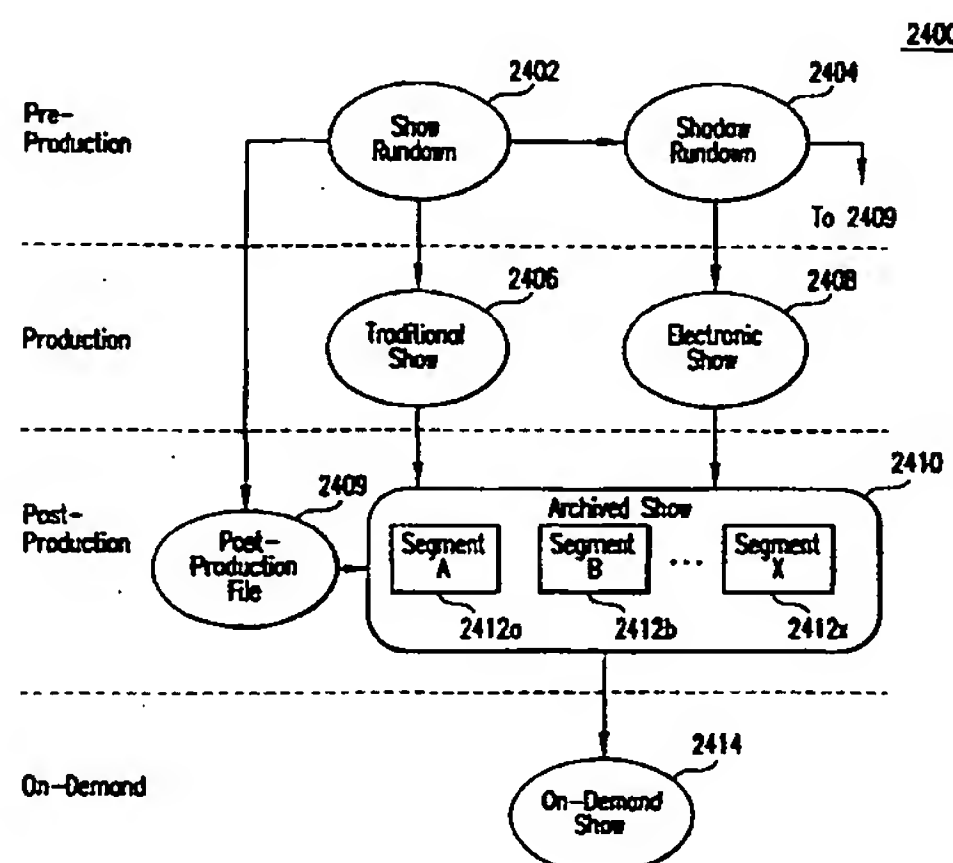 2400
2402
2404
Pre-
Production
Show
Rundown
Shadow
Rundown
To 2409
2406
2408
Production
Traditional
Show
Electronic
Show
2410
2409
Archived Show
Post-
Production
Post-
Production
File
Segment
A
Segment
B
...
Segment
X
2412a
2412b
2412x
2414
On-Demand
On-Demand
Show